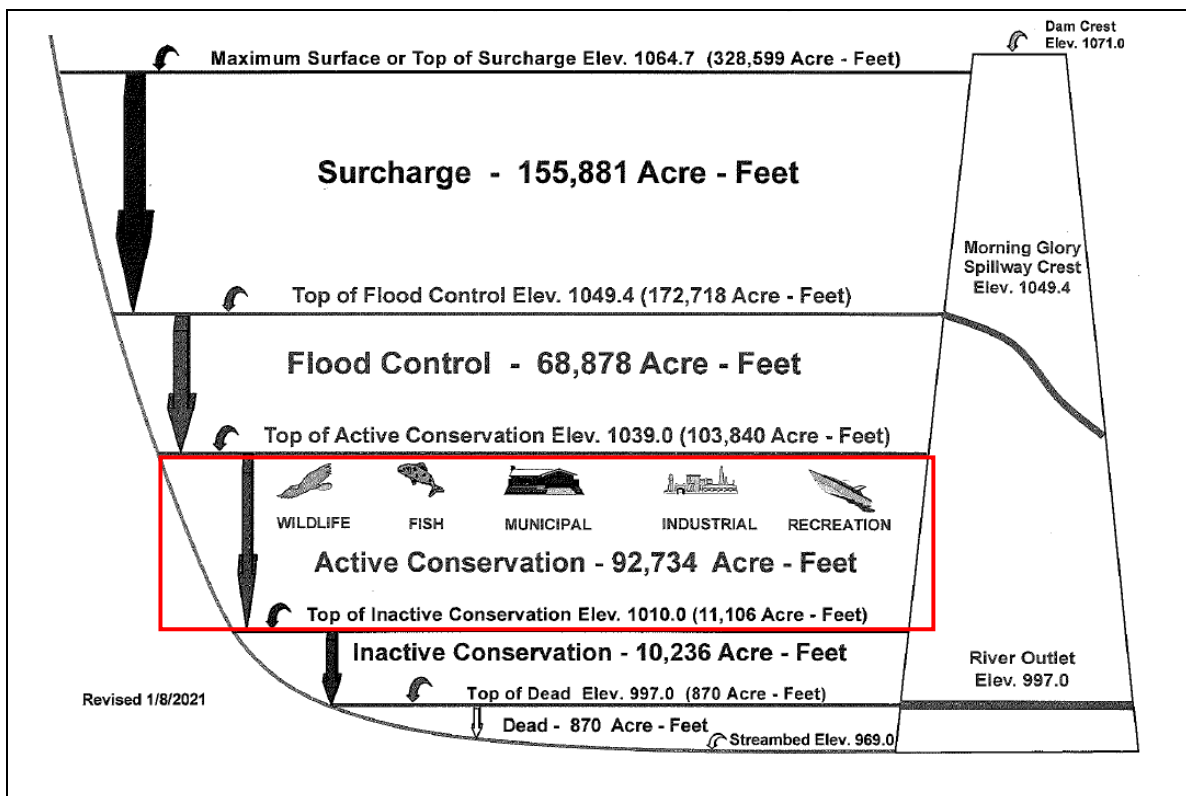 Dam Crest
Elev. 1071.0
Maximum Surface or Top of Surcharge Elev. 1064.7 (328,599 Acre - Feet)
Surcharge - 155,881 Acre - Feet
Morning Glory
Spillway Crest
Elev. 1049.4
Top of Flood Control Elev. 1049.4 (172,718 Acre - Feet)
Flood Control - 68,878 Acre - Feet
Top of Active Conservation Elev. 1039.0 (103,840 Acre - Feet)
WILDLIFE FISH MUNICIPAL INDUSTRIAL RECREATION
Active Conservation - 92,734 Acre - Feet
Top of Inactive Conservation Elev. 1010.0 (11,106 Acre - Feet)
Inactive Conservation - 10,236 Acre - Feet
River Outlet
Elev. 997.0
Top of Dead Elev. 997.0 (870 Acre - Feet)
Revised 1/8/2021
Dead - 870 Acre - Feet
Streambed Elev. 969.0